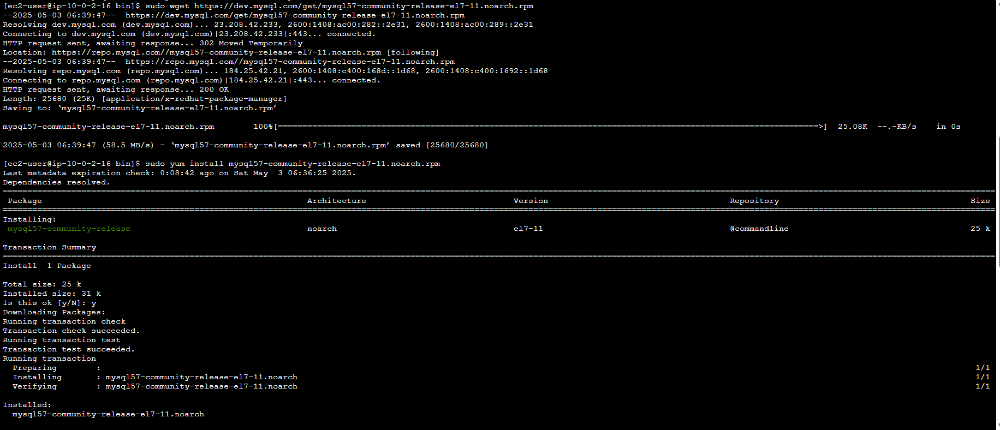 [ec2-user@ip-10-0-2-16 bin]$ sudo wget https://dev.mysql.com/get/mysql57-community-release-el7-11.noarch.rpm
--2025-05-03 06:39:47--  https://dev.mysql.com/get/mysql57-community-release-el7-11.noarch.rpm
Resolving dev.mysql.com (dev.mysql.com)... 23.208.42.233, 2600:1408:ac00:282::2e31, 2600:1408:ac00:289::2e31
Connecting to dev.mysql.com (dev.mysql.com)|23.208.42.233|:443... connected.
HTTP request sent, awaiting response... 302 Moved Temporarily
Location: https://repo.mysql.com//mysql57-community-release-el7-11.noarch.rpm [following]
--2025-05-03 06:39:47--  https://repo.mysql.com//mysql57-community-release-el7-11.noarch.rpm
Resolving repo.mysql.com (repo.mysql.com)... 184.25.42.21, 2600:1408:c400:168d::1d68, 2600:1408:c400:1692::1d68
Connecting to repo.mysql.com (repo.mysql.com)|184.25.42.21|:443... connected.
HTTP request sent, awaiting response... 200 OK
Length: 25680 (25K) [application/x-redhat-package-manager]
Saving to: ‘mysql57-community-release-el7-11.noarch.rpm’
mysql57-community-release-el7-11.noarch.rpm        100%[==============================================================================================================>]  25.08K  --.-KB/s    in 0s
2025-05-03 06:39:47 (58.5 MB/s) - ‘mysql57-community-release-el7-11.noarch.rpm’ saved [25680/25680]
[ec2-user@ip-10-0-2-16 bin]$ sudo yum install mysql57-community-release-el7-11.noarch.rpm
Last metadata expiration check: 0:08:42 ago on Sat May  3 06:36:25 2025.
Dependencies resolved.
Package Architecture Version Repository Size
Installing:
mysql57-community-release noarch el7-11 @commandline 25 k
Transaction Summary
Install  1 Package
Total size: 25 k
Installed size: 31 k
Is this ok [y/N]: y
Downloading Packages:
Running transaction check
Transaction check succeeded.
Running transaction test
Transaction test succeeded.
Running transaction
  Preparing        : 1/1
  Installing       : mysql57-community-release-el7-11.noarch 1/1
  Verifying        : mysql57-community-release-el7-11.noarch 1/1
Installed:
  mysql57-community-release-el7-11.noarch